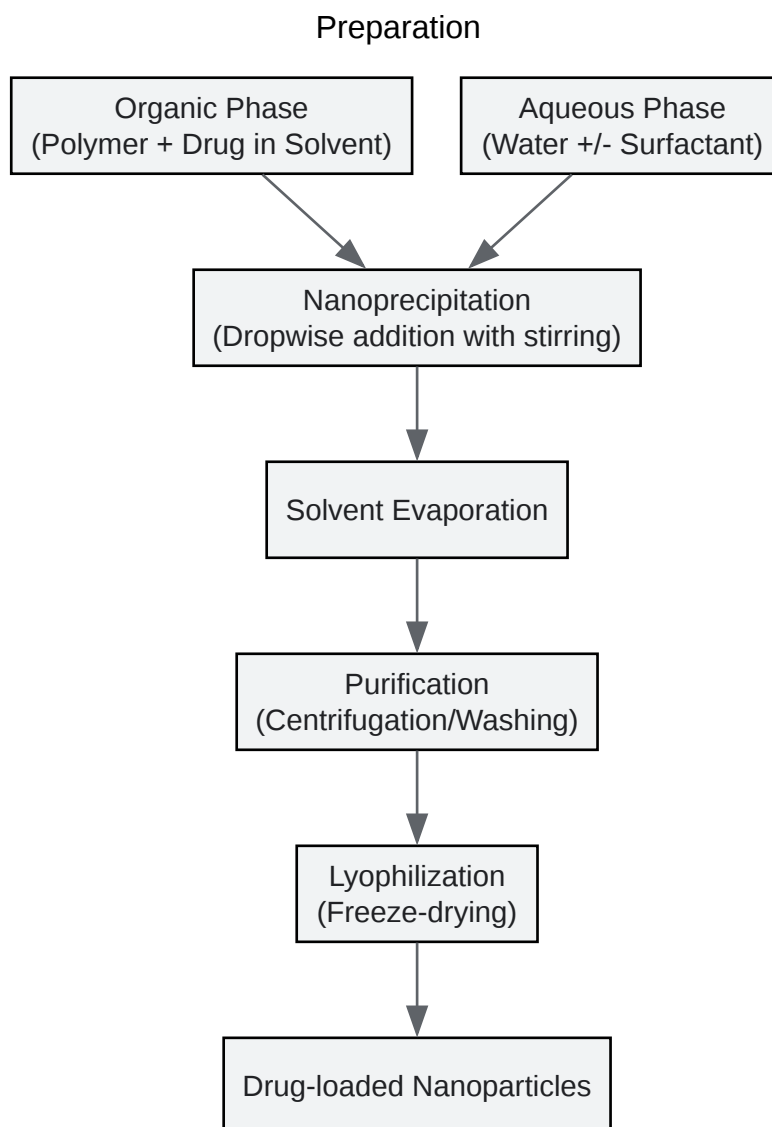 Preparation
Organic Phase
(Polymer + Drug in Solvent)
Aqueous Phase
(Water +/- Surfactant)
Nanoprecipitation
(Dropwise addition with stirring)
Solvent Evaporation
Purification
(Centrifugation/Washing)
Lyophilization
(Freeze-drying)
Drug-loaded Nanoparticles